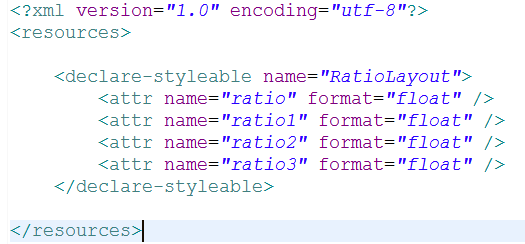 <?xml version="1.0" encoding="utf-8"?>
<resources>
<declare-styleable name="RatioLayout">
<attr name="ratio" format="float" />
<attr name="ratio1" format="float" />
<attr name="ratio2" format="float" />
<attr name="ratio3" format="float" />
</declare-styleable>
</resources>